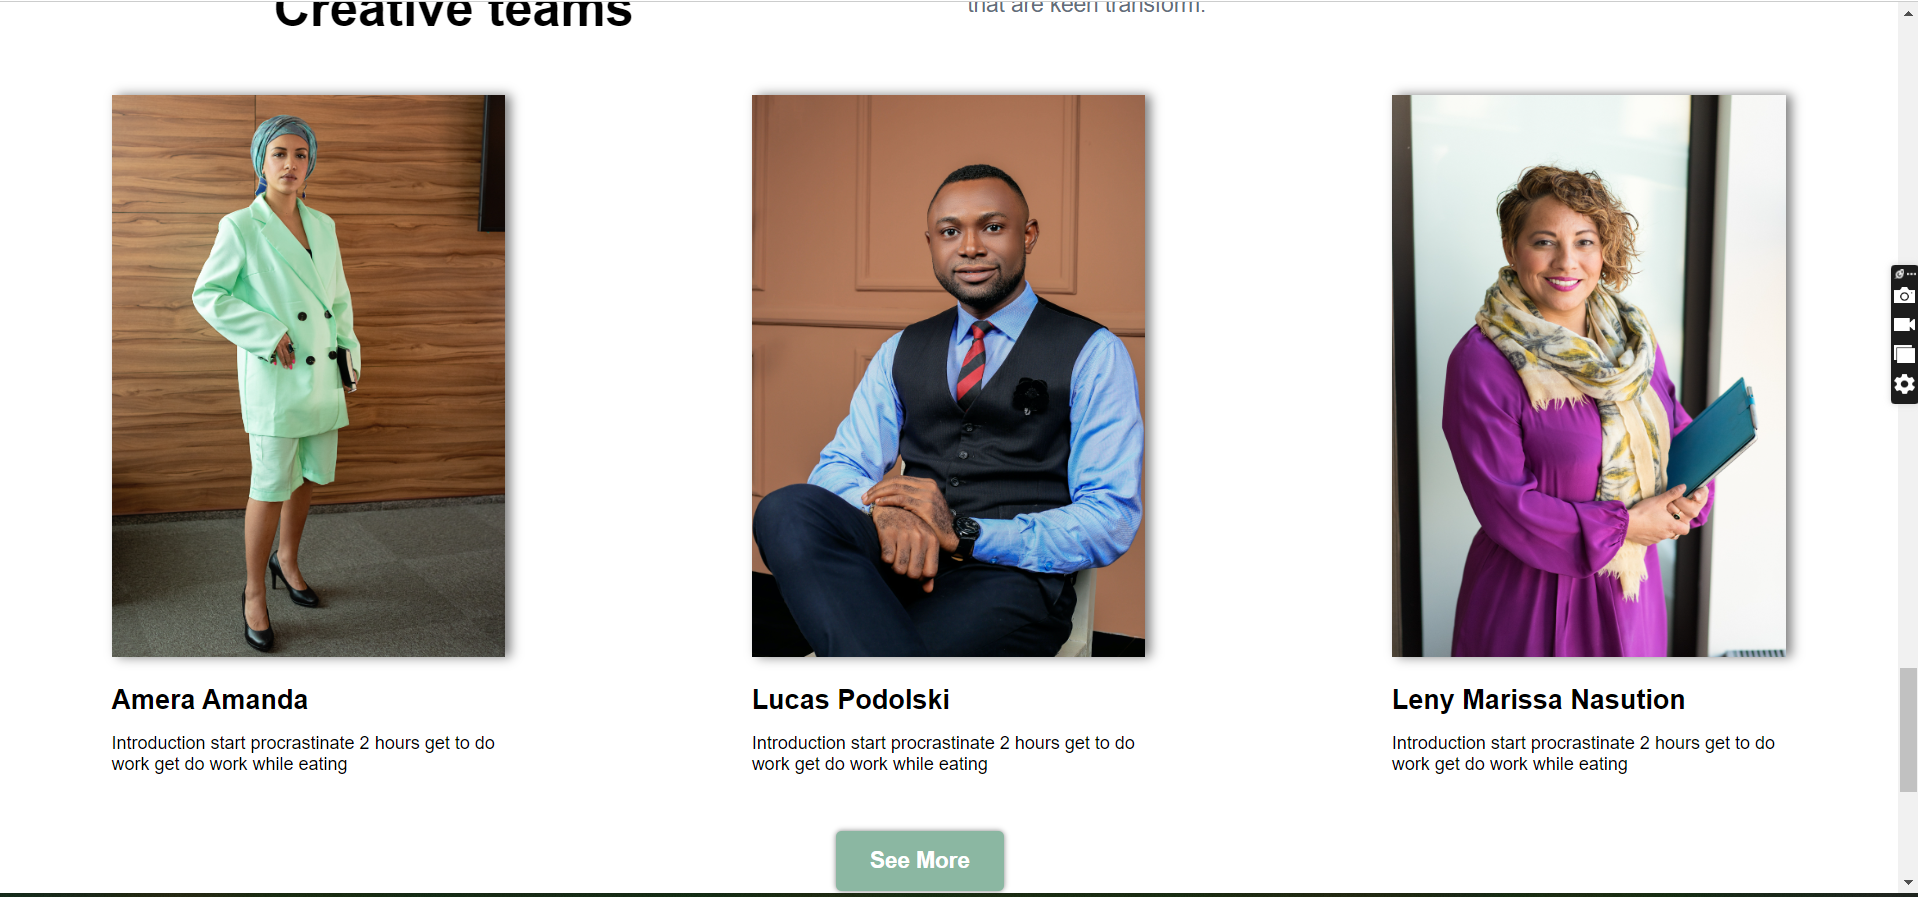 Creative teams
that are keen transform.
Amera Amanda
Introduction start procrastinate 2 hours get to do
work get do work while eating
Lucas Podolski
Introduction start procrastinate 2 hours get to do
work get do work while eating
Leny Marissa Nasution
Introduction start procrastinate 2 hours get to do
work get do work while eating
See More